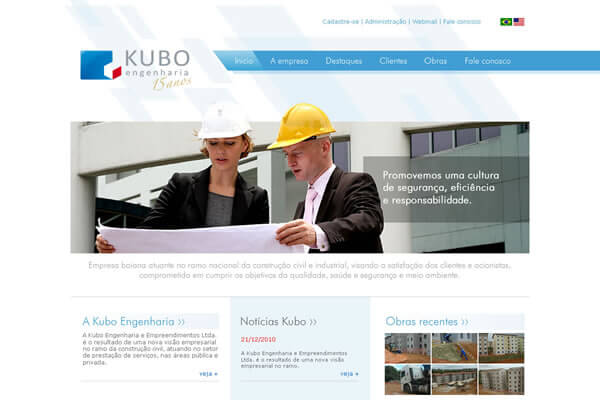 Cadastre-se | Administração | Webmail | Fale conosco
KUBO
engenharia
15 anos
Início A empresa Destaques Clientes Obras Fale conosco
Promovemos uma cultura
de segurança, eficiência
e responsabilidade.
Empresa baiana atuante no ramo nacional da construção civil e industrial, visando a satisfação dos clientes e acionistas,
comprometida em cumprir os objetivos da qualidade, saúde e segurança e meio ambiente.
A Kubo Engenharia >>
A Kubo Engenharia e Empreendimentos Ltda.
é o resultado de uma nova visão empresarial
no ramo da construção civil, atuando no setor
de prestação de serviços, nas áreas pública e
privada.
veja +
Notícias Kubo >>
21/12/2010
A Kubo Engenharia e Empreendimentos
Ltda. é o resultado de uma nova visão
empresarial no ramo.
veja +
Obras recentes >>